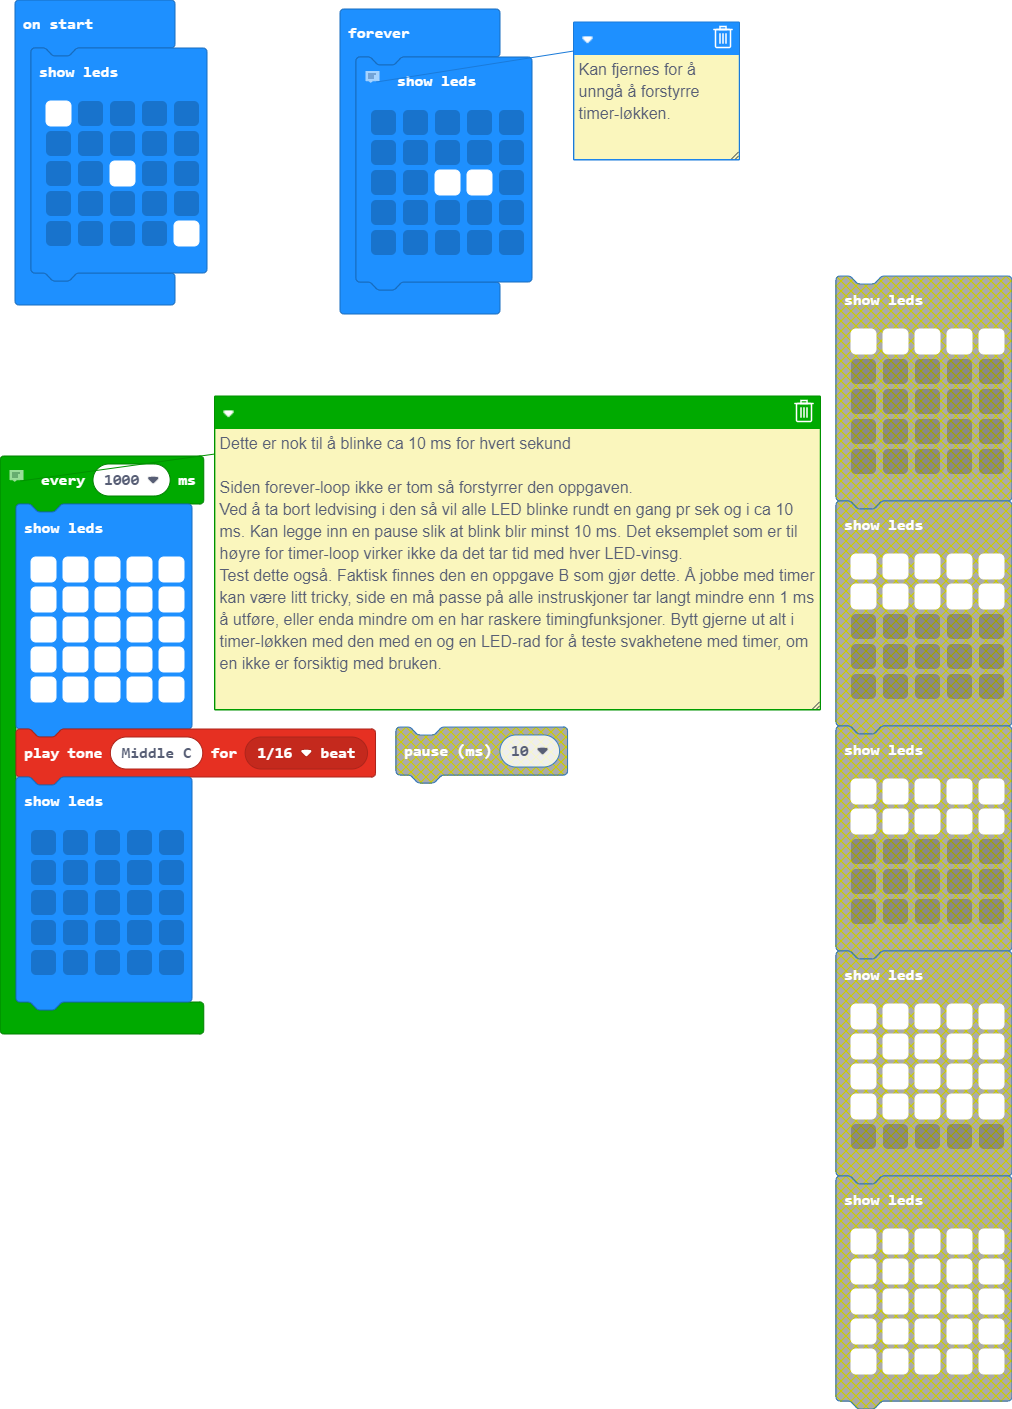 on start
show leds
forever
show leds
Kan fjernes for å
unngå å forstyrre
timer-løkken.
show leds
Dette er nok til å blinke ca 10 ms for hvert sekund
Siden forever-loop ikke er tom så forstyrrer den oppgaven.
Ved å ta bort ledvising i den så vil alle LED blinke rundt en gang pr sek og i ca 10
ms. Kan legge inn en pause slik at blink blir minst 10 ms. Det eksemplet som er til
høyre for timer-loop virker ikke da det tar tid med hver LED-vinsg.
Test dette også. Faktisk finnes den en oppgave B som gjør dette. Å jobbe med timer
kan være litt tricky, side en må passe på alle instruskjoner tar langt mindre enn 1 ms
å utføre, eller enda mindre om en har raskere timingfunksjoner. Bytt gjerne ut alt i
timer-løkken med den med en og en LED-rad for å teste svakhetene med timer, om
en ikke er forsiktig med bruken.
every 1000 ms
show leds
show leds
play tone Middle C for 1/16 beat
pause (ms) 10
show leds
show leds
show leds
show leds